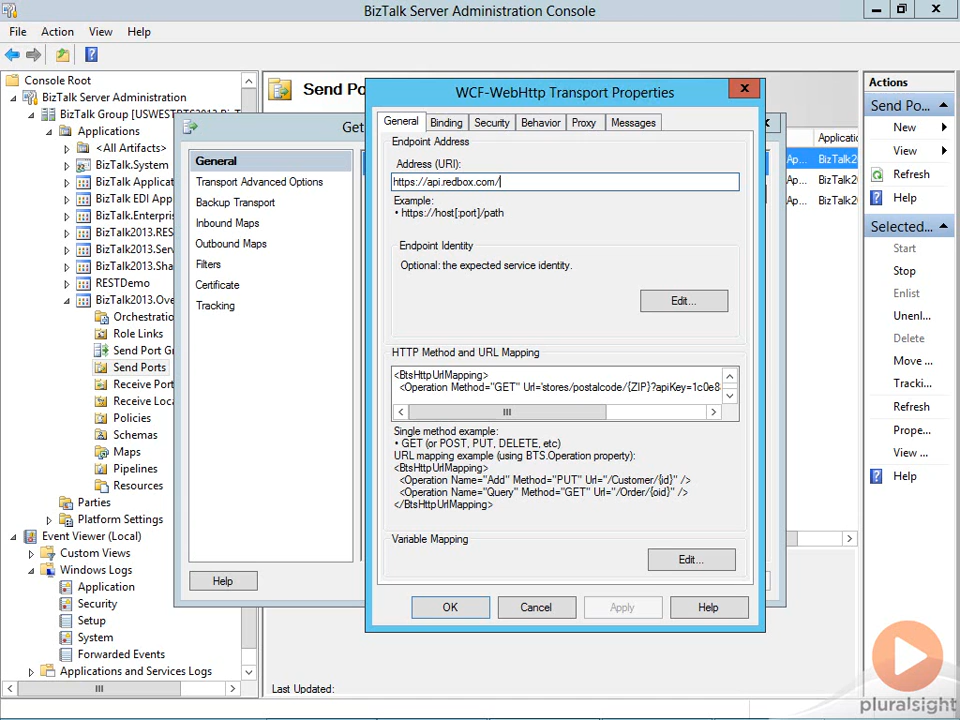 BizTalk Server Administration Console
File Action View Help
Console Root
BizTalk Server Administration
BizTalk Group [USWESTBTS2013.Bi
Applications
<All Artifacts>
BizTalk.System
BizTalk Applica
BizTalk EDI App
BizTalk.Enterpris
BizTalk2013.RES
BizTalk2013.Serv
BizTalk2013.Sha
RESTDemo
BizTalk2013.Ove
Orchestratio
Role Links
Send Port Gr
Send Ports
Receive Port
Receive Loca
Policies
Schemas
Maps
Pipelines
Resources
Parties
Platform Settings
Event Viewer (Local)
Custom Views
Windows Logs
Application
Security
Setup
System
Forwarded Events
Applications and Services Logs
Send Po
Get
General
Transport Advanced Options
Backup Transport
Inbound Maps
Outbound Maps
Filters
Certificate
Tracking
Help
WCF-WebHttp Transport Properties
General Binding Security Behavior Proxy Messages
Endpoint Address
Address (URI):
https://api.redbox.com/
Example:
• https://host[:port]/path
Endpoint Identity
Optional: the expected service identity.
Edit...
HTTP Method and URL Mapping
<BtsHttpUrlMapping>
<Operation Method="GET" Url='stores/postalcode/{ZIP}?apiKey=1c0e8
Single method example:
• GET (or POST, PUT, DELETE, etc)
URL mapping example (using BTS.Operation property):
<BtsHttpUrlMapping>
<Operation Name="Add" Method="PUT" Url="/Customer/{id}" />
<Operation Name="Query" Method="GET" Url="/Order/{oid}" />
</BtsHttpUrlMapping>
Variable Mapping
Edit...
OK Cancel Apply Help
Last Updated:
Applicatio
Ap... BizTalk2
Ap... BizTalk2
Ap... BizTalk2
Actions
Send Po...
New
View
Refresh
Help
Selected...
Start
Stop
Enlist
Unenl...
Delete
Move ...
Tracki...
Refresh
Prope...
View ...
Help
pluralsight